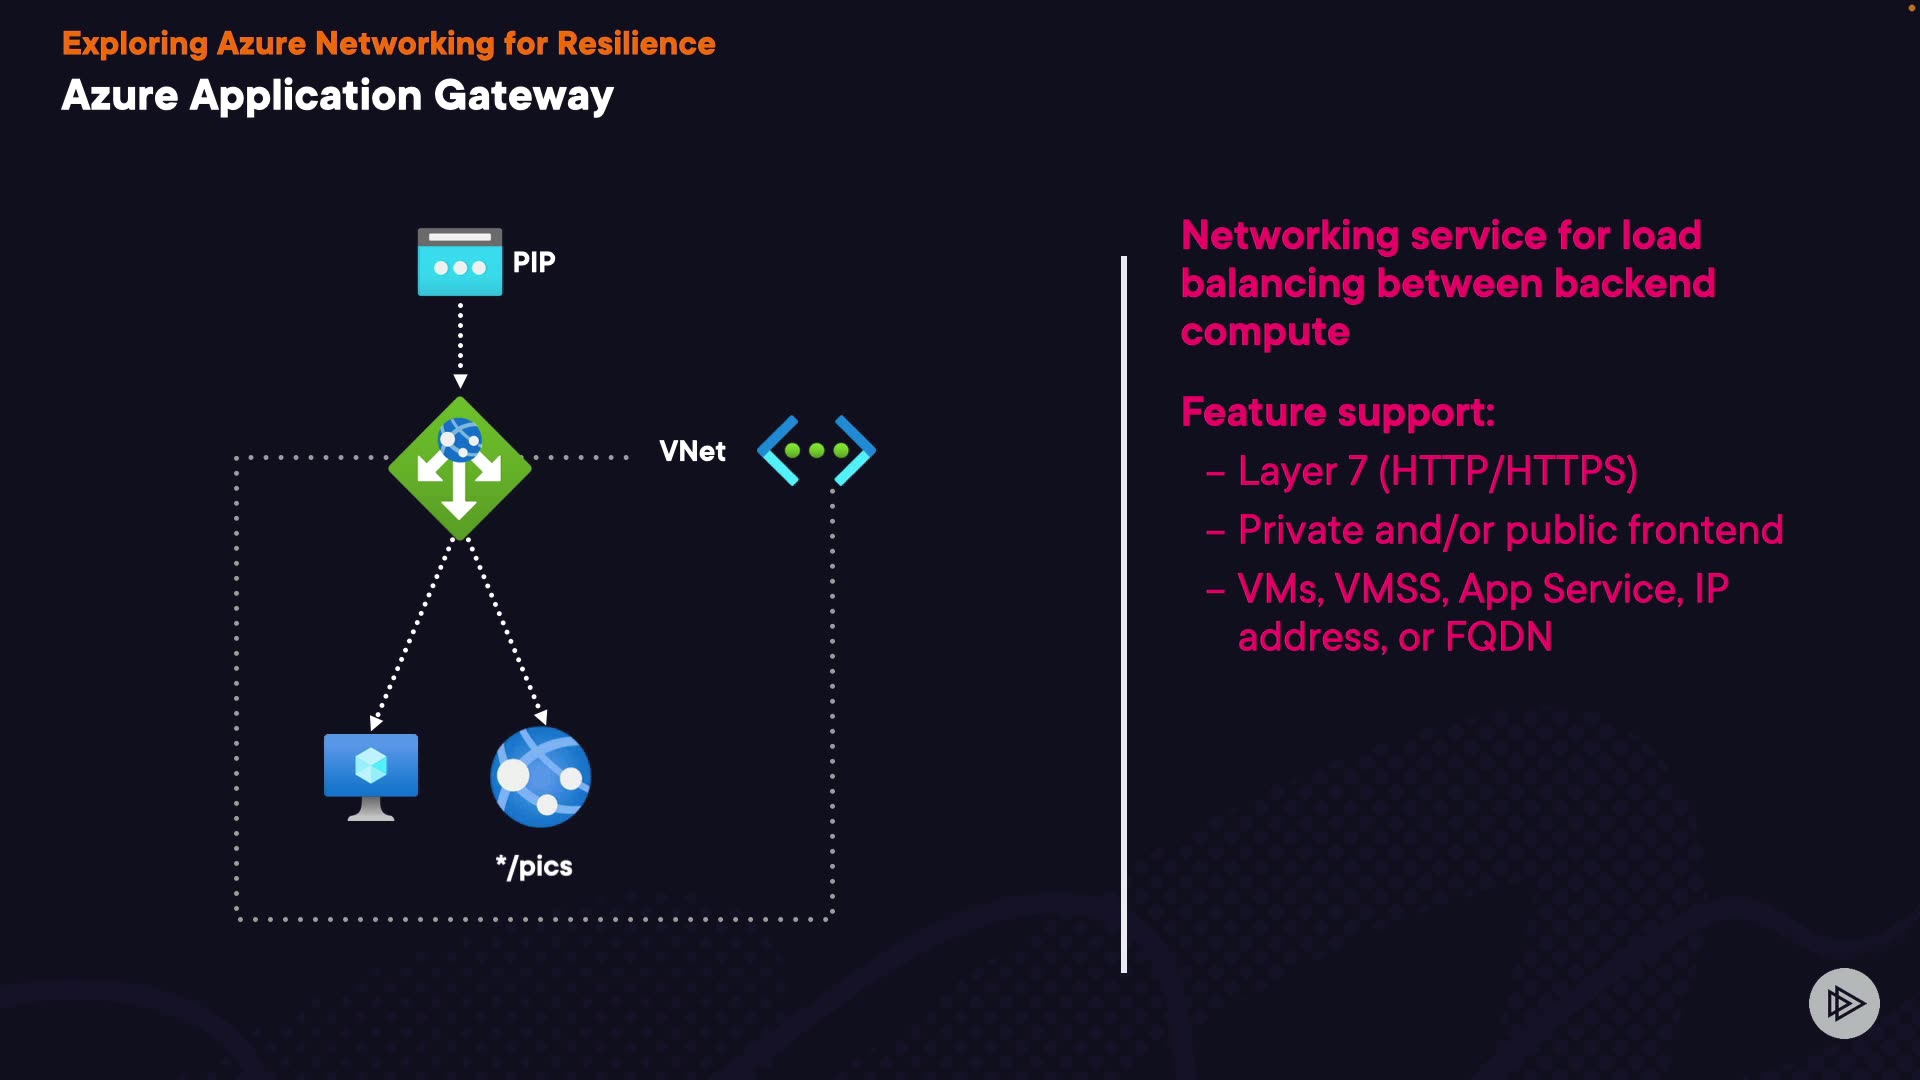 Exploring Azure Networking for Resilience
Azure Application Gateway
PIP
VNet
*/pics
Networking service for load
balancing between backend
compute
Feature support:
– Layer 7 (HTTP/HTTPS)
– Private and/or public frontend
– VMs, VMSS, App Service, IP
address, or FQDN